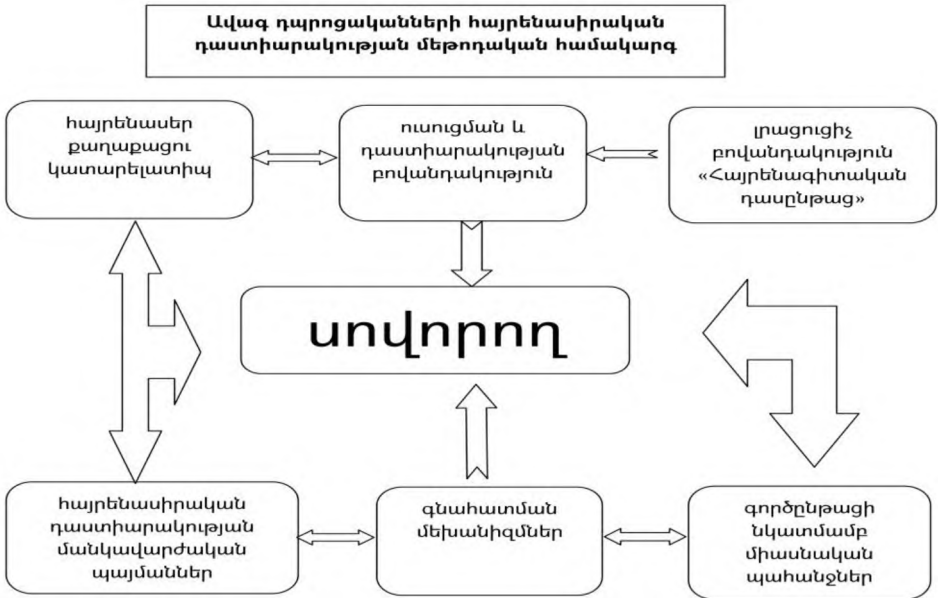 Ավագ դպրոցականների հայրենասիրական
դաստիարակության մեթոդական համակարգ
հայրենասեր
քաղաքացու
կատարելատիպ
ուսուցման և
դաստիարակության
բովանդակություն
լրացուցիչ
բովանդակություն
«Հայրենագիտական
դասընթաց»
սովորող
հայրենասիրական
դաստիարակության
մանկավարժական
պայմաններ
գնահատման
մեխանիզմներ
գործընթացի
նկատմամբ
միասնական
պահանջներ